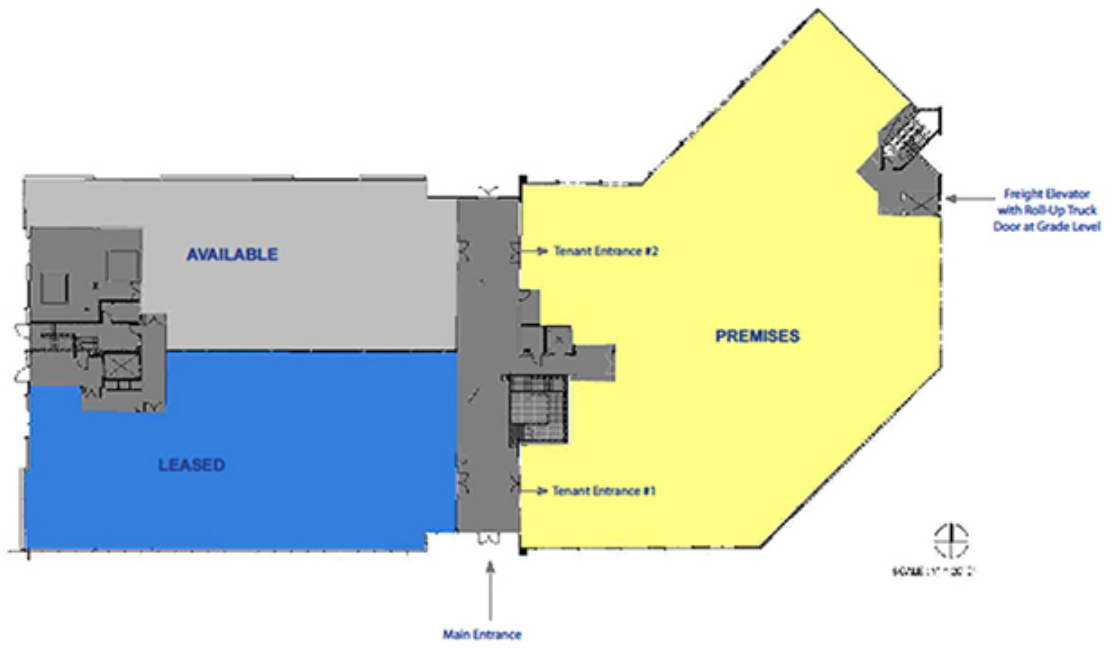 Freight Elevator
with Roll-Up Truck
Door at Grade Level
AVAILABLE
Tenant Entrance #2
PREMISES
LEASED
Tenant Entrance #1
Main Entrance